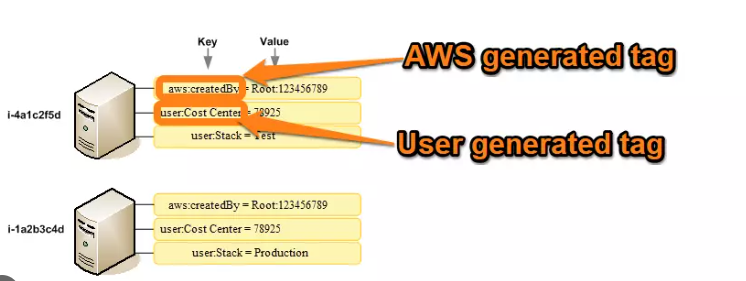 Key Value
AWS generated tag
aws:createdBy = Root:123456789
i-4a1c2f5d
user:Cost Center = 78925
user:Stack = Test
User generated tag
aws:createdBy = Root:123456789
i-1a2b3c4d
user:Cost Center = 78925
user:Stack = Production